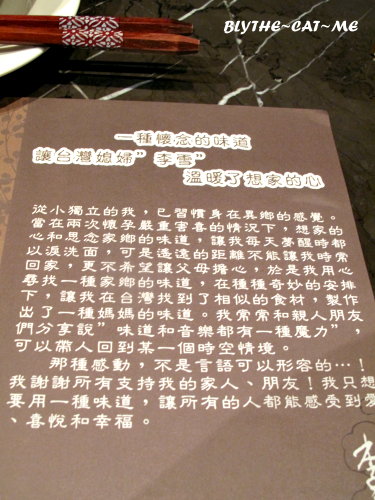 BLYTHE~CAT~ME
一種懷念的味道
讓台灣媳婦”李雪”
溫暖了想家的心
從小獨立的我，已習慣身在異鄉的感覺。
當在兩次懷孕嚴重害喜的情況下，想家的
心和思念家鄉的味道，讓我每天夢醒時都
以淚洗面，可是遙遠的距離不能讓我時常
回家，更不希望讓父母擔心，於是我用心
尋找一種家鄉的味道，在種種奇妙的安排
下，讓我在台灣找到了相似的食材，製作
出了一種媽媽的味道。我常常和親人朋友
們分享說”味道和音樂都有一種魔力”，
可以帶人回到某一個時空情境。
那種感動，不是言語可以形容的…！
我謝謝所有支持我的家人、朋友！我只想
要用一種味道，讓所有的人都能感受到愛
、喜悅和幸福。
李